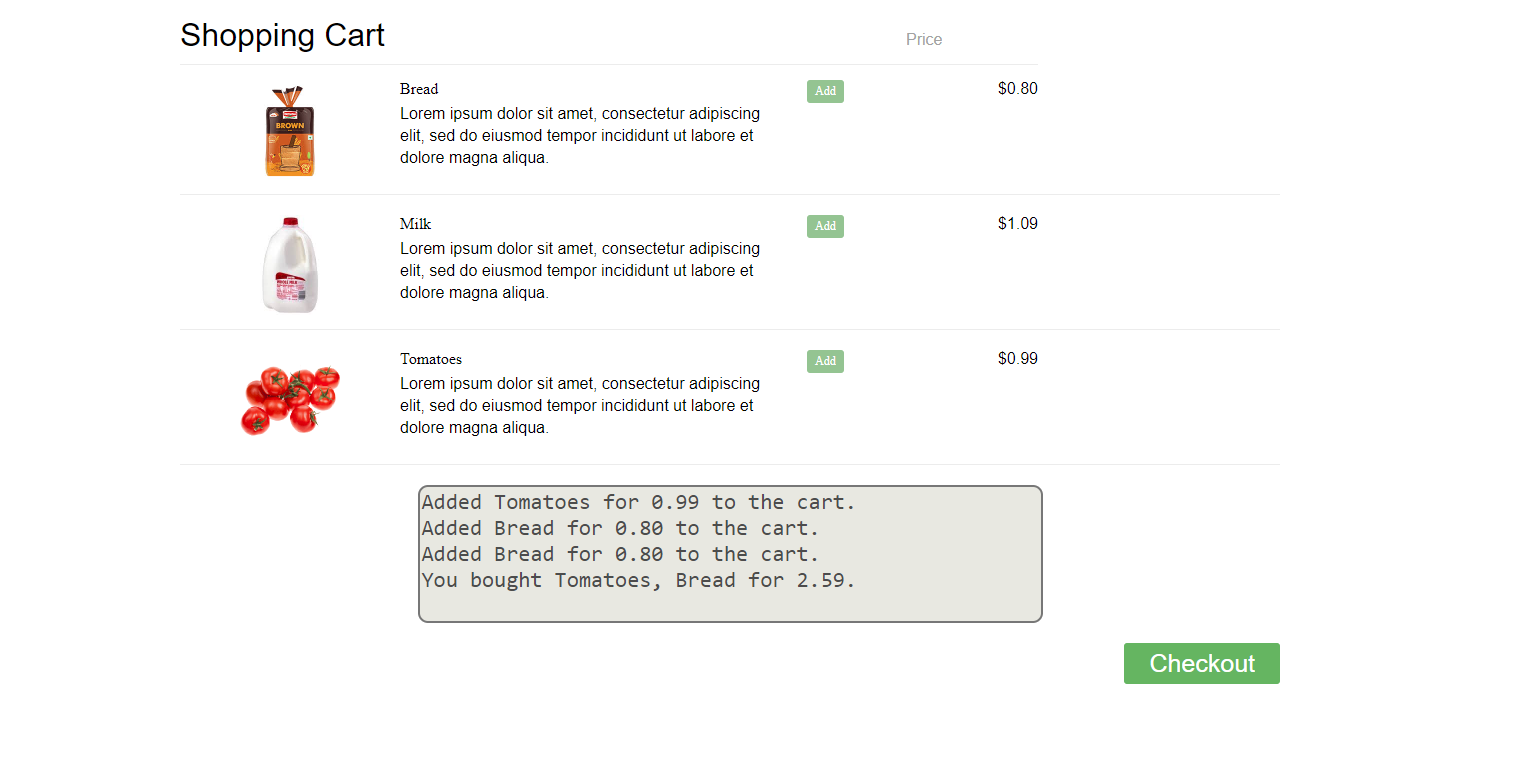 Shopping Cart
Price
BROWN
Bread
Add
$0.80
Lorem ipsum dolor sit amet, consectetur adipiscing
elit, sed do eiusmod tempor incididunt ut labore et
dolore magna aliqua.
Milk
Add
$1.09
Lorem ipsum dolor sit amet, consectetur adipiscing
elit, sed do eiusmod tempor incididunt ut labore et
dolore magna aliqua.
WHOLE MILK
Tomatoes
Add
$0.99
Lorem ipsum dolor sit amet, consectetur adipiscing
elit, sed do eiusmod tempor incididunt ut labore et
dolore magna aliqua.
Added Tomatoes for 0.99 to the cart.
Added Bread for 0.80 to the cart.
Added Bread for 0.80 to the cart.
You bought Tomatoes, Bread for 2.59.
Checkout